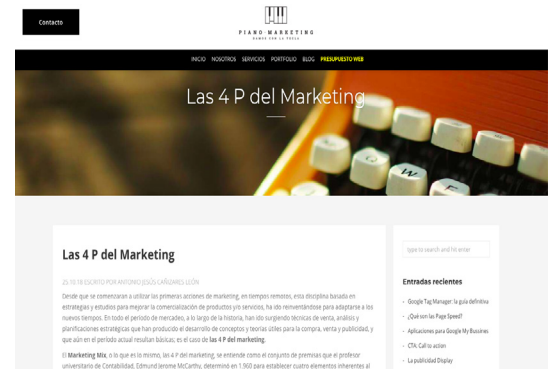 Contacto
PIANO MARKETING
DAMOS CON LA TECLA
INICIO NOSOTROS SERVICIOS PORTFOLIO BLOG PRESUPUESTO WEB
Las 4 P del Marketing
W
Las 4 P del Marketing
25.10.18 ESCRITO POR ANTONIO JESÚS CAÑIZARES LEÓN
Desde que se comenzaran a utilizar las primeras acciones de marketing, en tiempos remotos, esta disciplina basada en
estrategias y estudios para mejorar la comercialización de productos y/o servicios, ha ido reinventándose para adaptarse a los
nuevos tiempos. En todo el período de mercadeo, a lo largo de la historia, han ido surgiendo técnicas de venta, análisis y
planificaciones estratégicas que han producido el desarrollo de conceptos y teorías útiles para la compra, venta y publicidad, y
que aún en el período actual resultan básicas; es el caso de las 4 P del marketing.
El Marketing Mix, o lo que es lo mismo, las 4 P del marketing, se entiende como el conjunto de premisas que el profesor
universitario de Contabilidad, Edmund Jerome McCarthy, determinó en 1.960 para establecer cuatro elementos inherentes al
type to search and hit enter
Entradas recientes
Google Tag Manager: la guía definitiva
¿Qué son las Page Speed?
Aplicaciones para Google My Bussines
CTA: Call to action
La publicidad Display